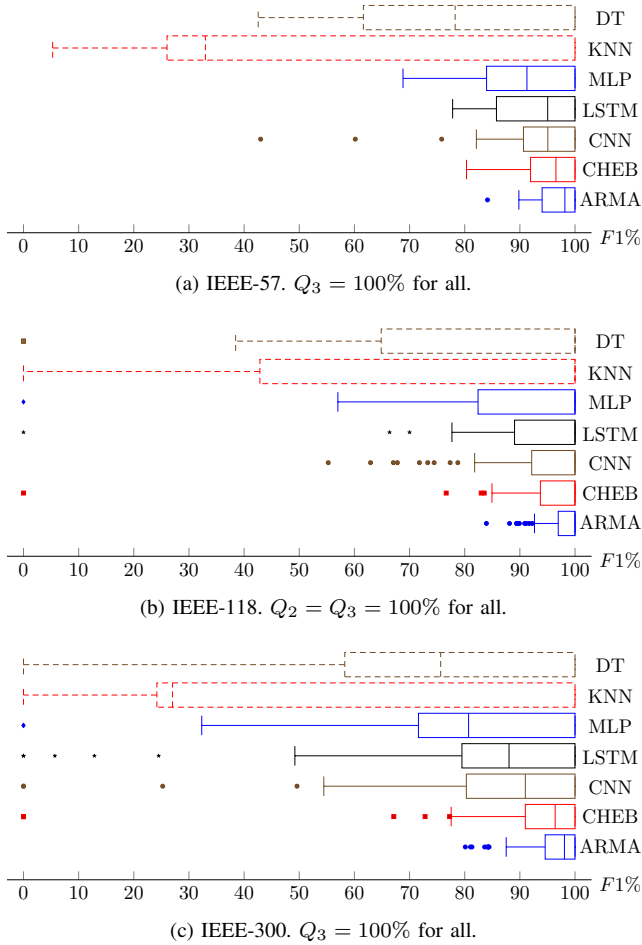 DT
KNN
MLP
LSTM
CNN
CHEB
ARMA
0 10 20 30 40 50 60 70 80 90 100 F1%
(a) IEEE-57. Q₃ = 100% for all.
DT
KNN
MLP
LSTM
CNN
CHEB
ARMA
0 10 20 30 40 50 60 70 80 90 100 F1%
(b) IEEE-118. Q₂ = Q₃ = 100% for all.
DT
KNN
MLP
LSTM
CNN
CHEB
ARMA
0 10 20 30 40 50 60 70 80 90 100 F1%
(c) IEEE-300. Q₃ = 100% for all.